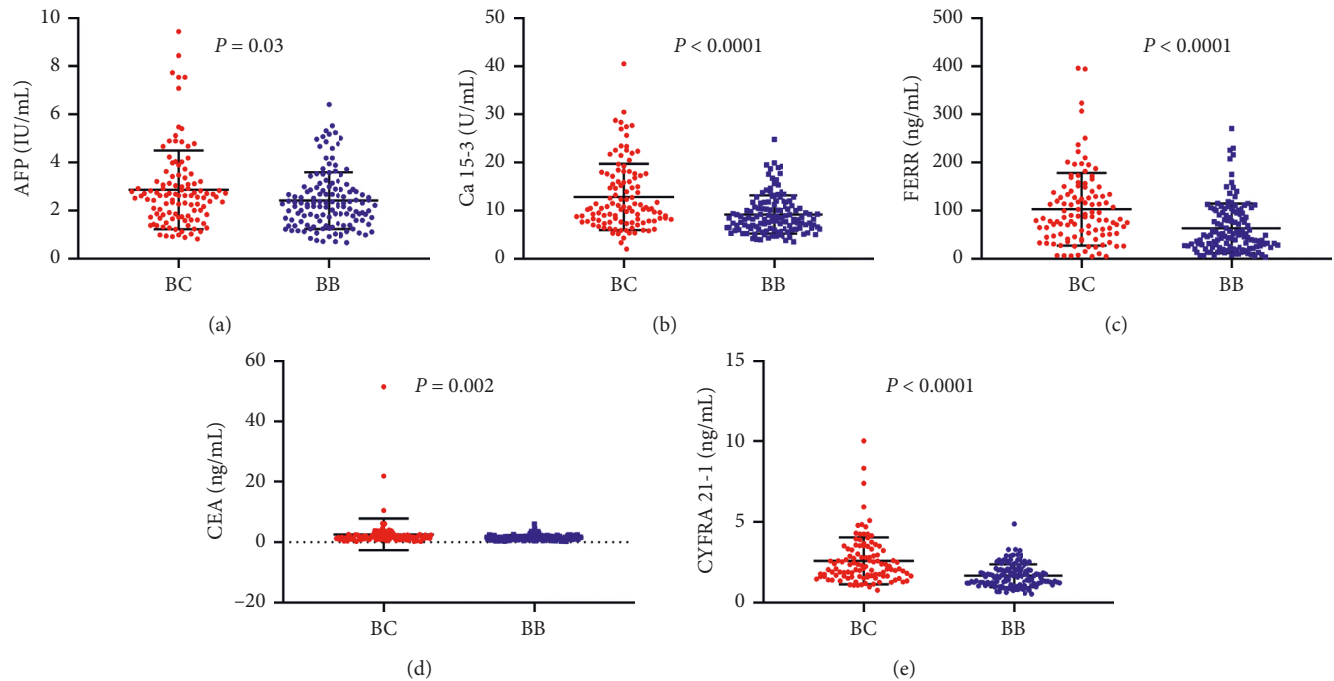 AFP (IU/mL)
10
8
6
4
2
0
P = 0.03
BC
BB
(a)
Ca 15-3 (U/mL)
50
40
30
20
10
0
P < 0.0001
BC
BB
(b)
FERR (ng/mL)
500
400
300
200
100
0
P < 0.0001
BC
BB
(c)
CEA (ng/mL)
60
40
20
0
–20
P = 0.002
BC
BB
(d)
CYFRA 21-1 (ng/mL)
15
10
5
0
P < 0.0001
BC
BB
(e)